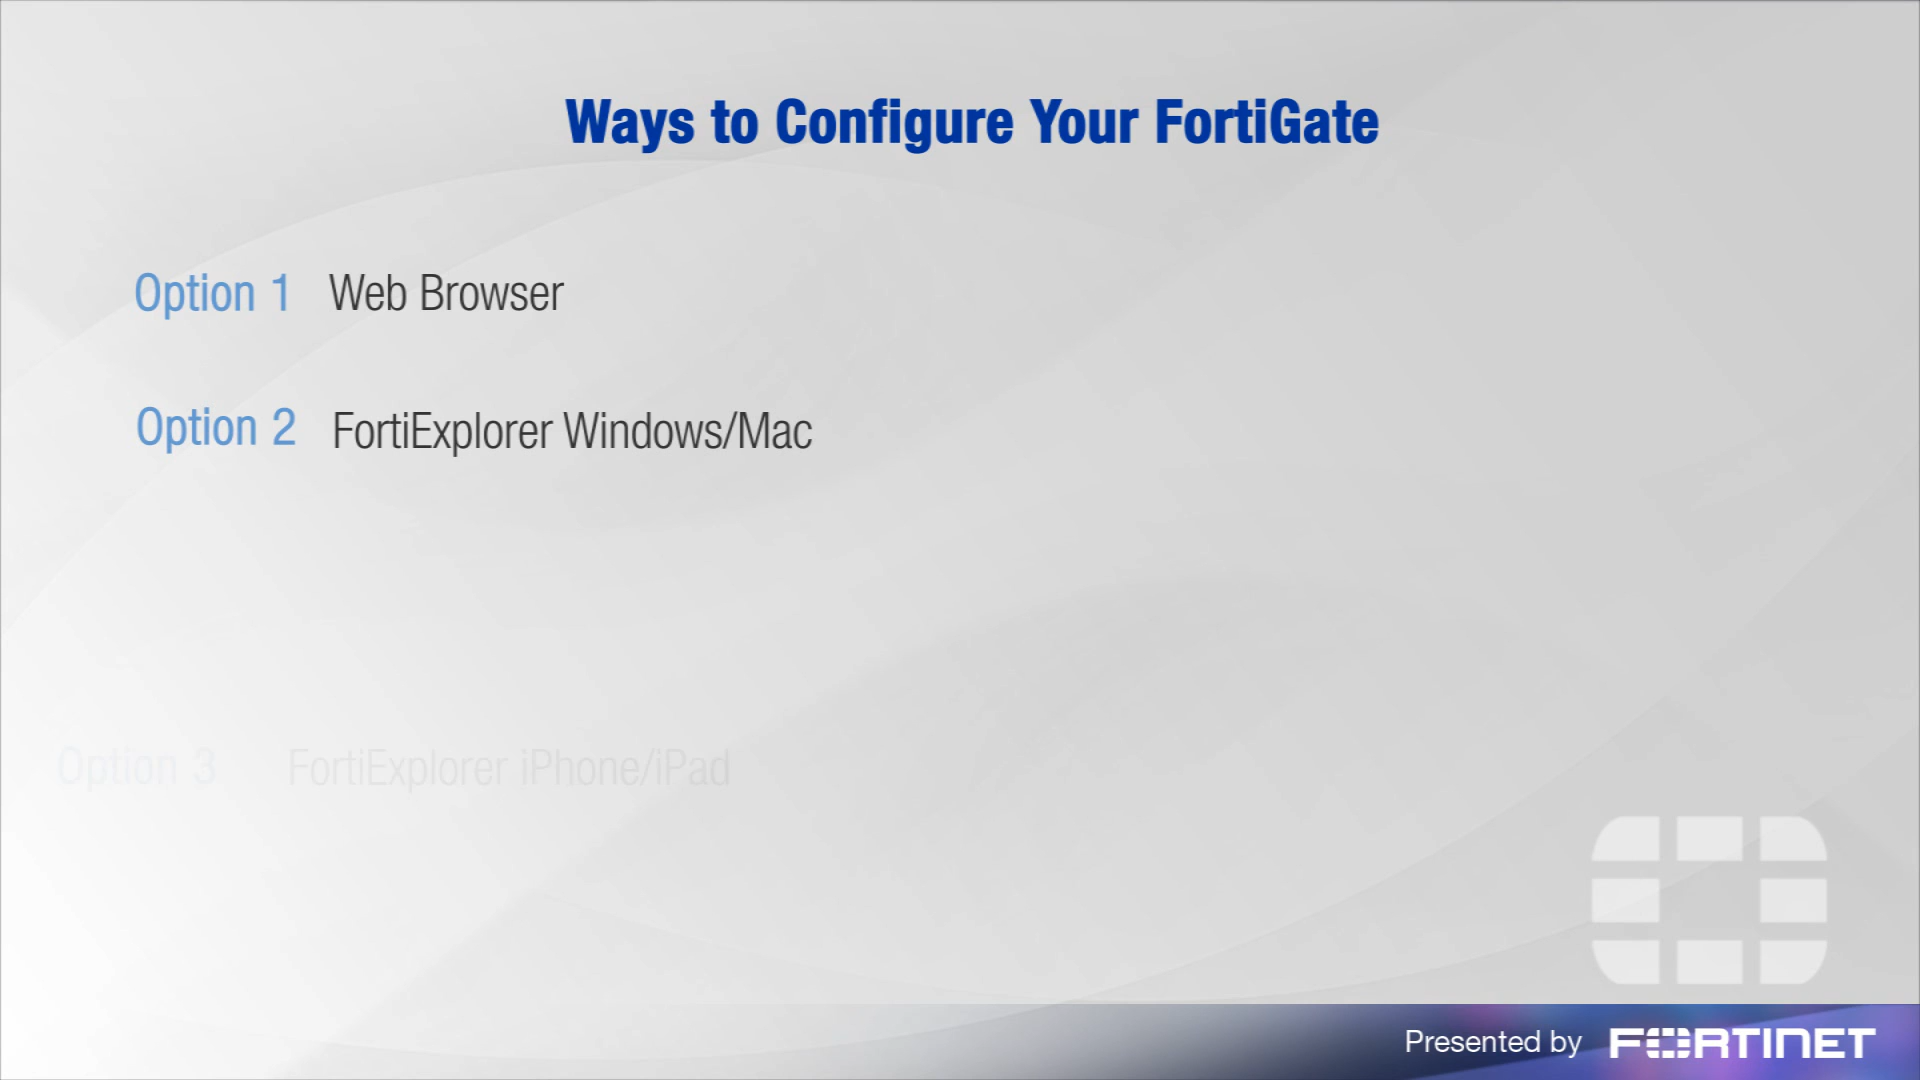 Ways to Configure Your FortiGate
Option 1 Web Browser
Option 2 FortiExplorer Windows/Mac
Option 3 FortiExplorer iPhone/iPad
Presented by FORTINET